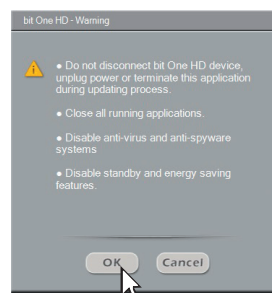 bit One HD - Warning
● Do not disconnect bit One HD device,
unplug power or terminate this application
during updating process.
● Close all running applications.
● Disable anti-virus and anti-spyware
systems
● Disable standby and energy saving
features.
OK Cancel